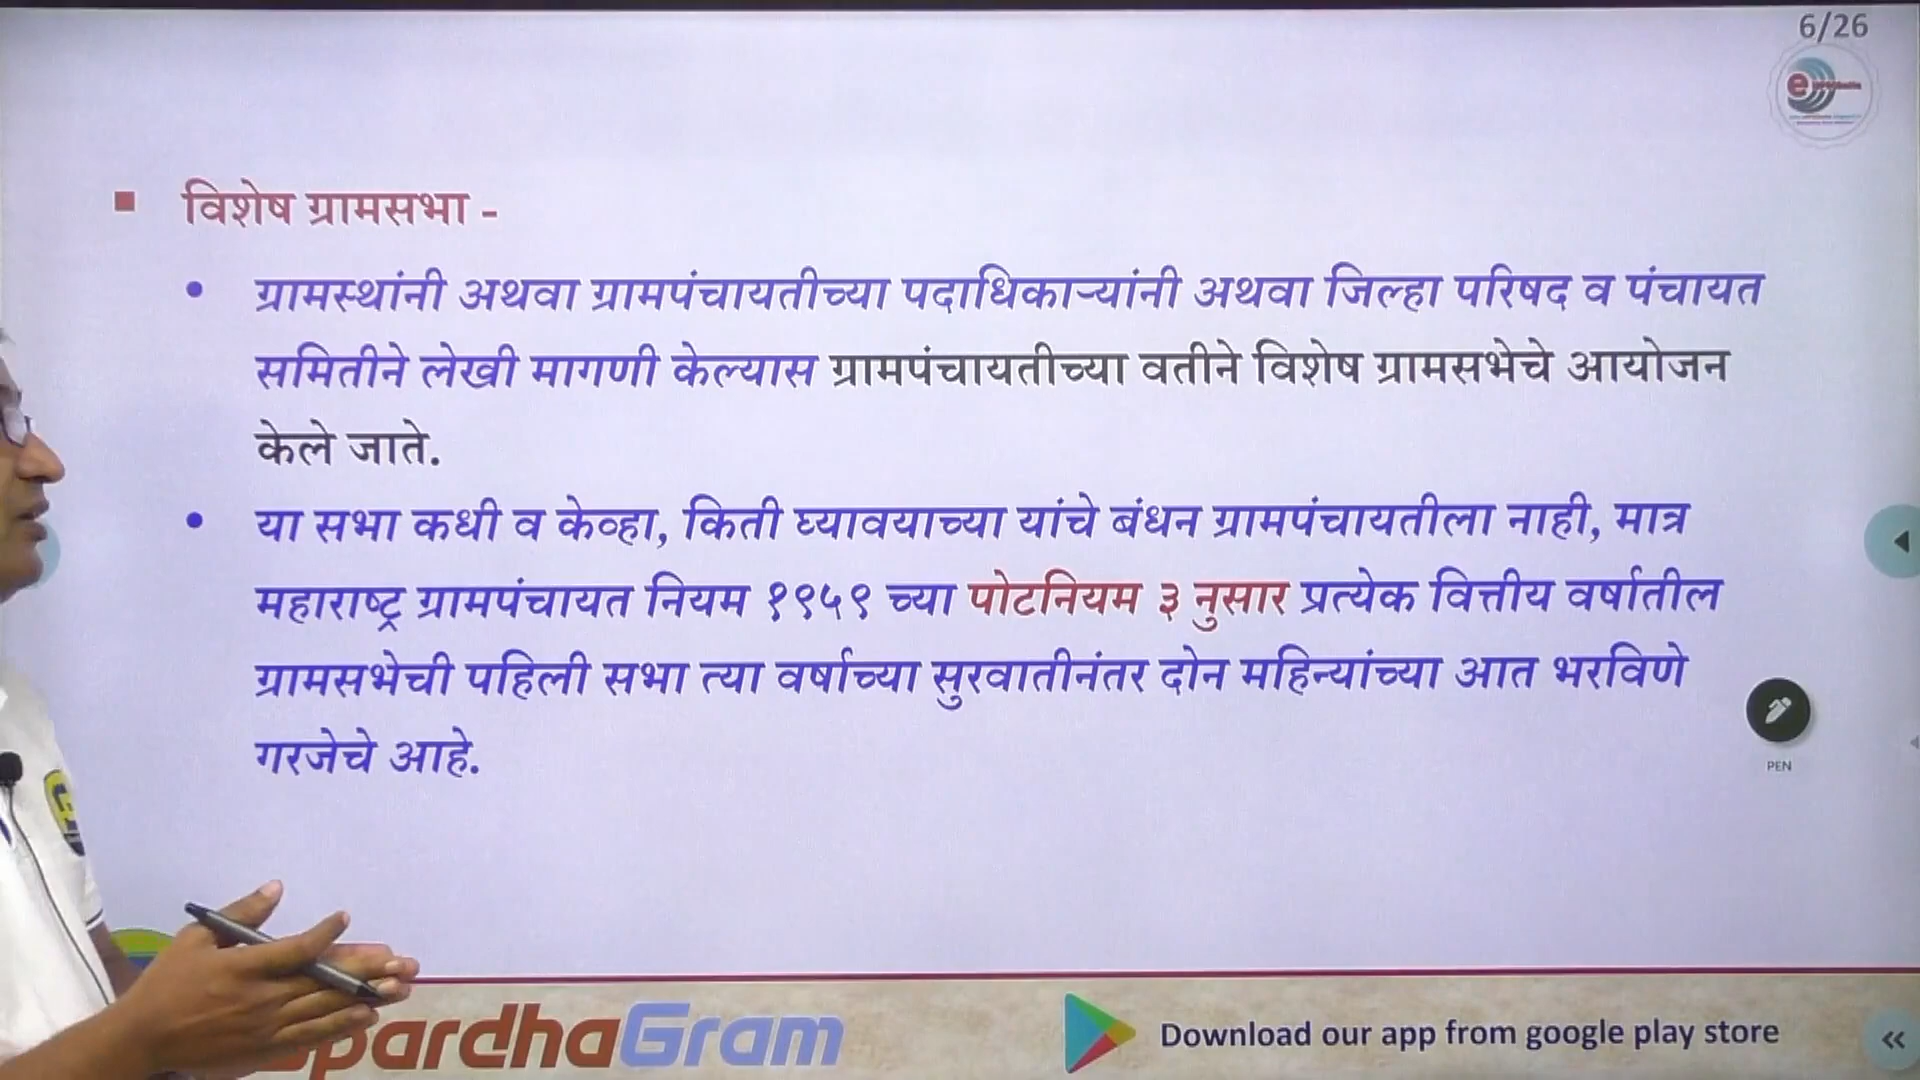 6/26
विशेष ग्रामसभा -
ग्रामस्थांनी अथवा ग्रामपंचायतीच्या पदाधिकाऱ्यांनी अथवा जिल्हा परिषद व पंचायत
समितीने लेखी मागणी केल्यास ग्रामपंचायतीच्या वतीने विशेष ग्रामसभेचे आयोजन
केले जाते.
या सभा कधी व केव्हा, किती घ्यावयाच्या यांचे बंधन ग्रामपंचायतीला नाही, मात्र
महाराष्ट्र ग्रामपंचायत नियम १९५९ च्या पोटनियम ३ नुसार प्रत्येक वित्तीय वर्षातील
ग्रामसभेची पहिली सभा त्या वर्षाच्या सुरवातीनंतर दोन महिन्यांच्या आत भरविणे
गरजेचे आहे.
PEN
pardhaGram
Download our app from google play store